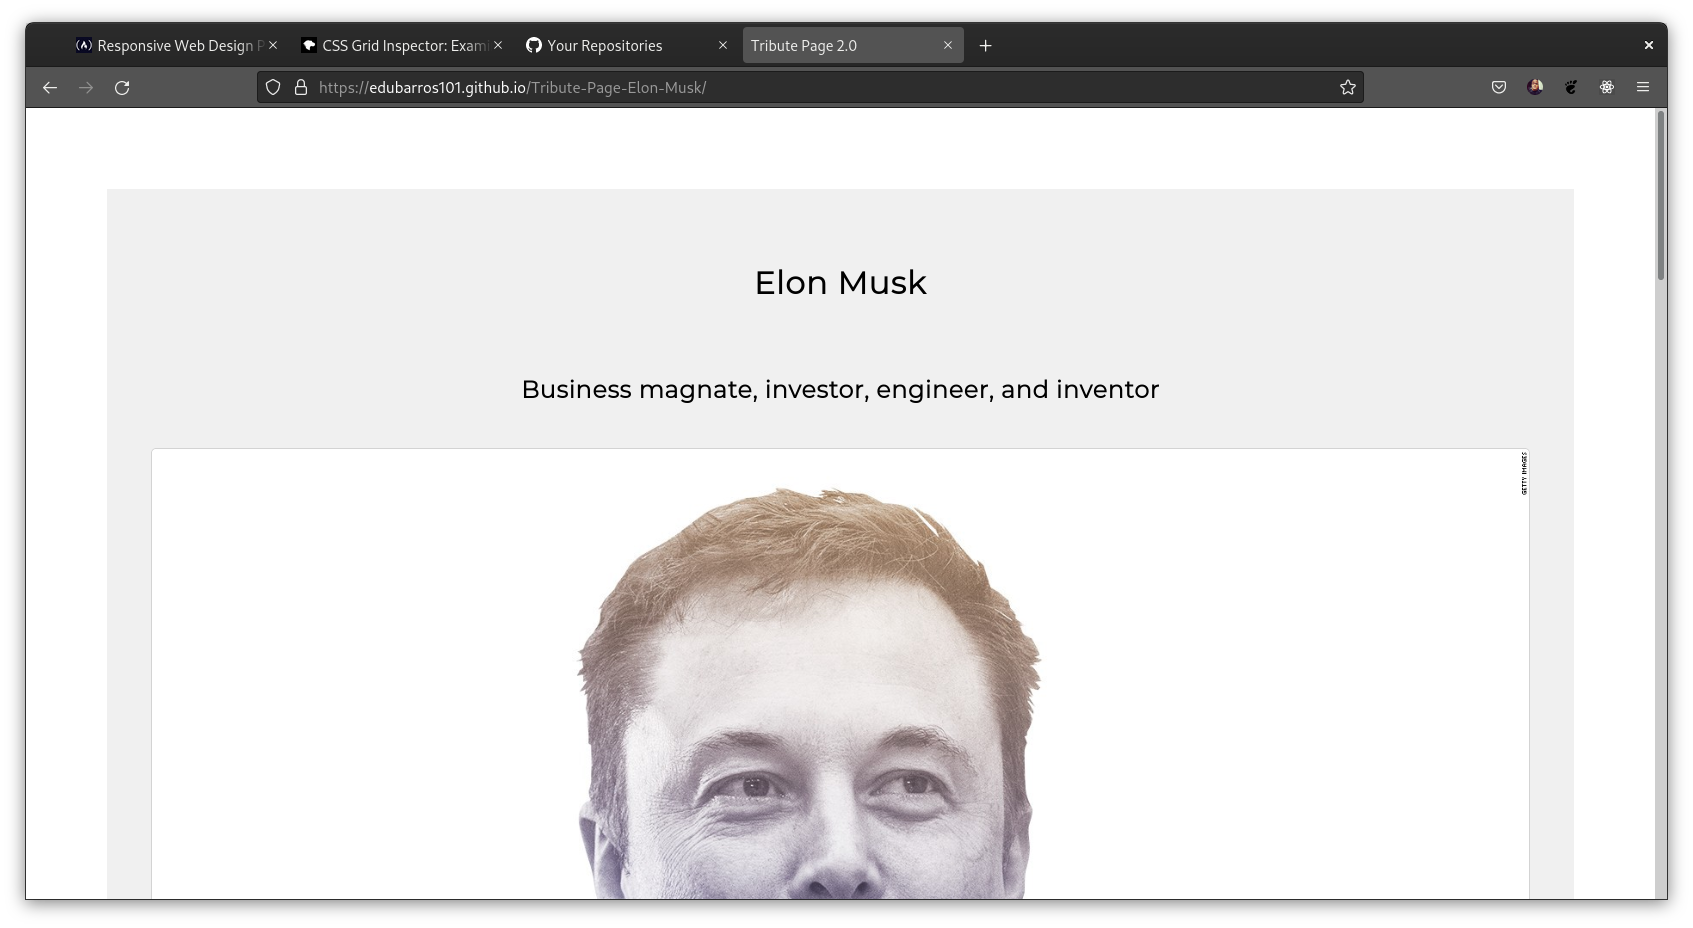 Responsive Web Design P
CSS Grid Inspector: Exami
Your Repositories
Tribute Page 2.0
https://edubarros101.github.io/Tribute-Page-Elon-Musk/
Elon Musk
Business magnate, investor, engineer, and inventor
GETTY IMAGES